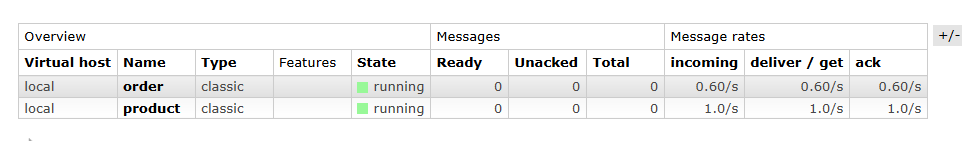 Overview Messages Message rates +/-
Virtual host Name Type Features State Ready Unacked Total incoming deliver / get ack
local order classic running 0 0 0 0.60/s 0.60/s 0.60/s
local product classic running 0 0 0 1.0/s 1.0/s 1.0/s